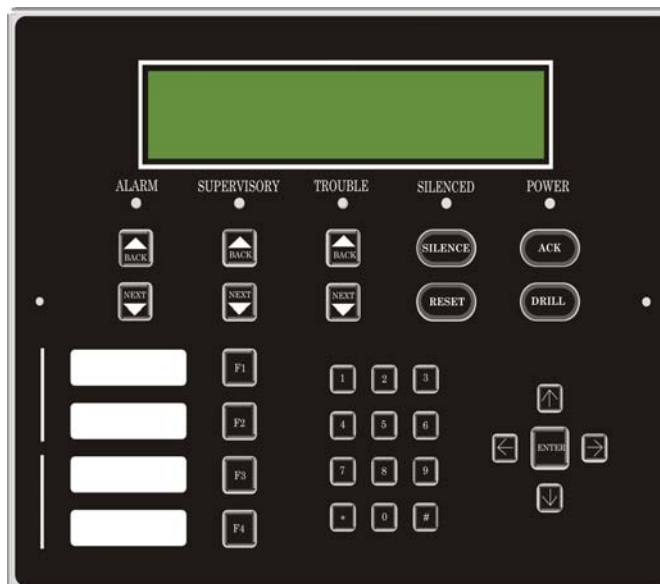 ALARM SUPERVISORY TROUBLE SILENCED POWER
BACK BACK BACK SILENCE ACK
NEXT NEXT NEXT RESET DRILL
F1 1 2 3
F2 4 5 6
ENTER
F3 7 8 9
F4 * 0 #